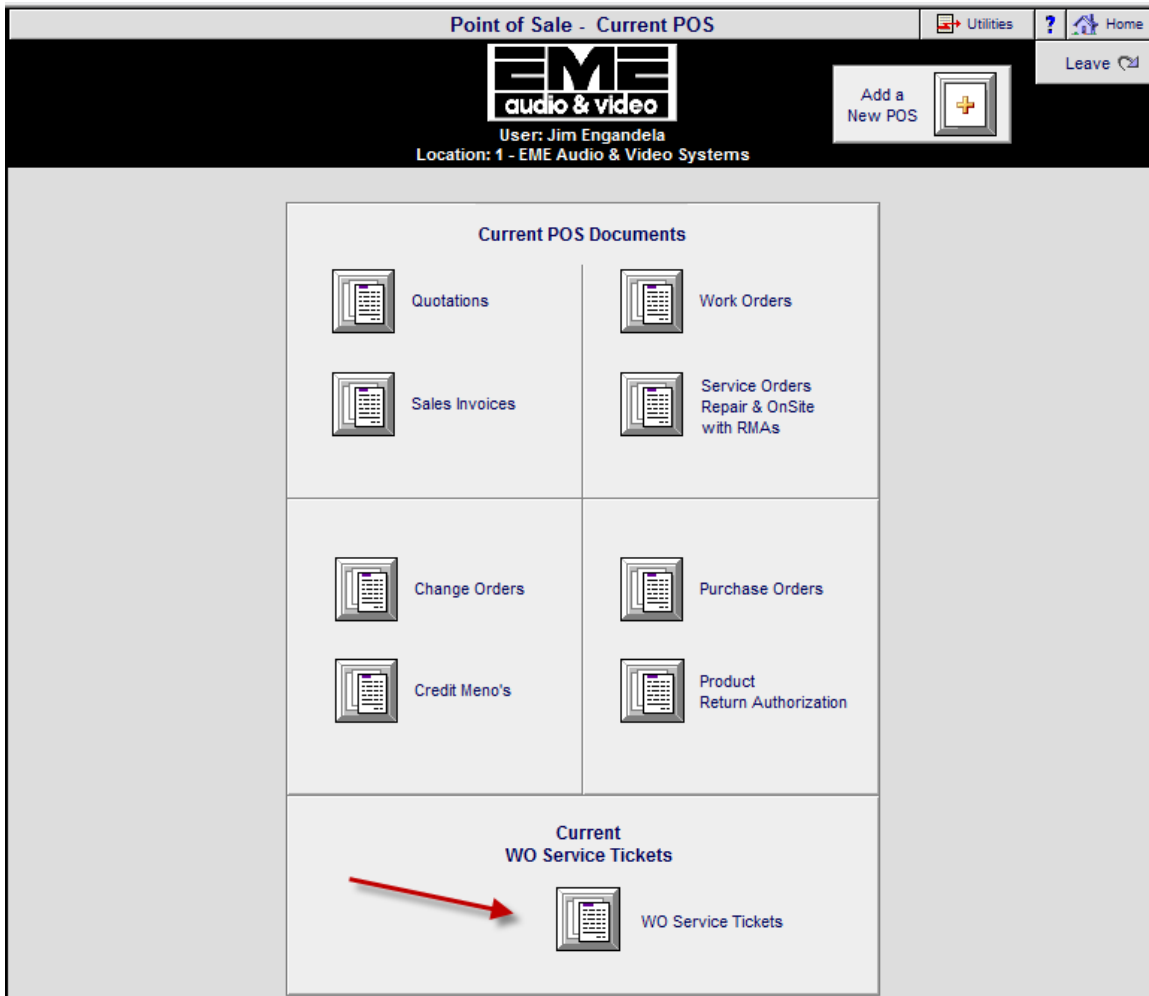 Point of Sale - Current POS
Utilities
?
Home
Leave
EME
audio & video
Add a
New POS
User: Jim Engandela
Location: 1 - EME Audio & Video Systems
Current POS Documents
Quotations
Work Orders
Sales Invoices
Service Orders
Repair & OnSite
with RMAs
Change Orders
Purchase Orders
Credit Meno's
Product
Return Authorization
Current
WO Service Tickets
WO Service Tickets